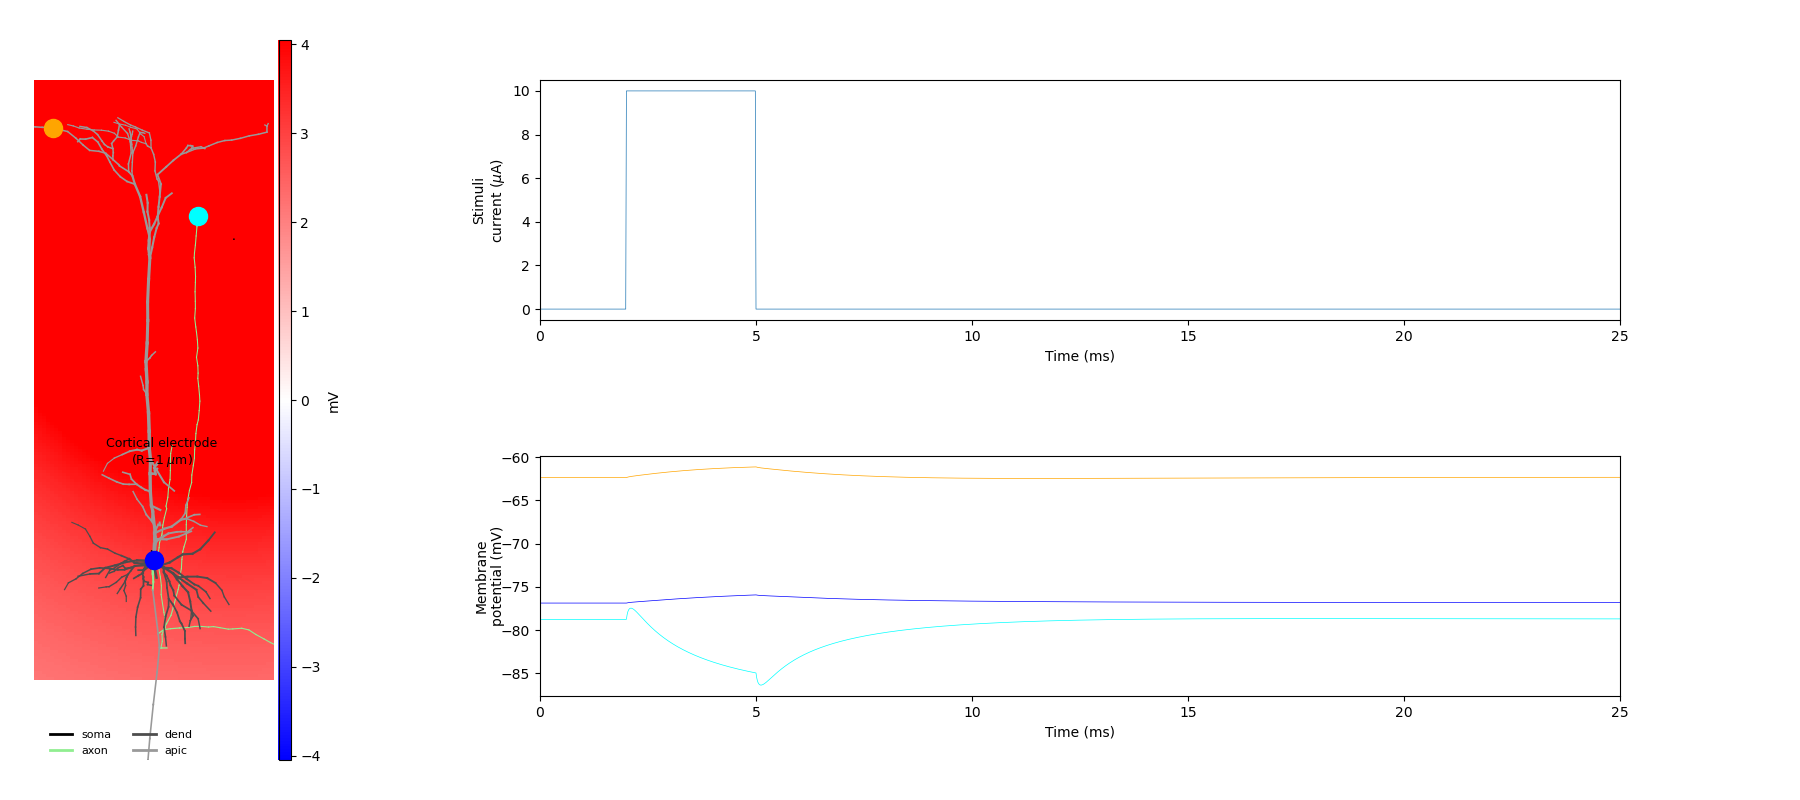 4
3
2
1
0
−1
−2
−3
−4
mV
Cortical electrode
(R=1 μm)
soma
axon
dend
apic
Stimuli
current (μA)
10
8
6
4
2
0
0 5 10 15 20 25
Time (ms)
Membrane
potential (mV)
−60
−65
−70
−75
−80
−85
0 5 10 15 20 25
Time (ms)